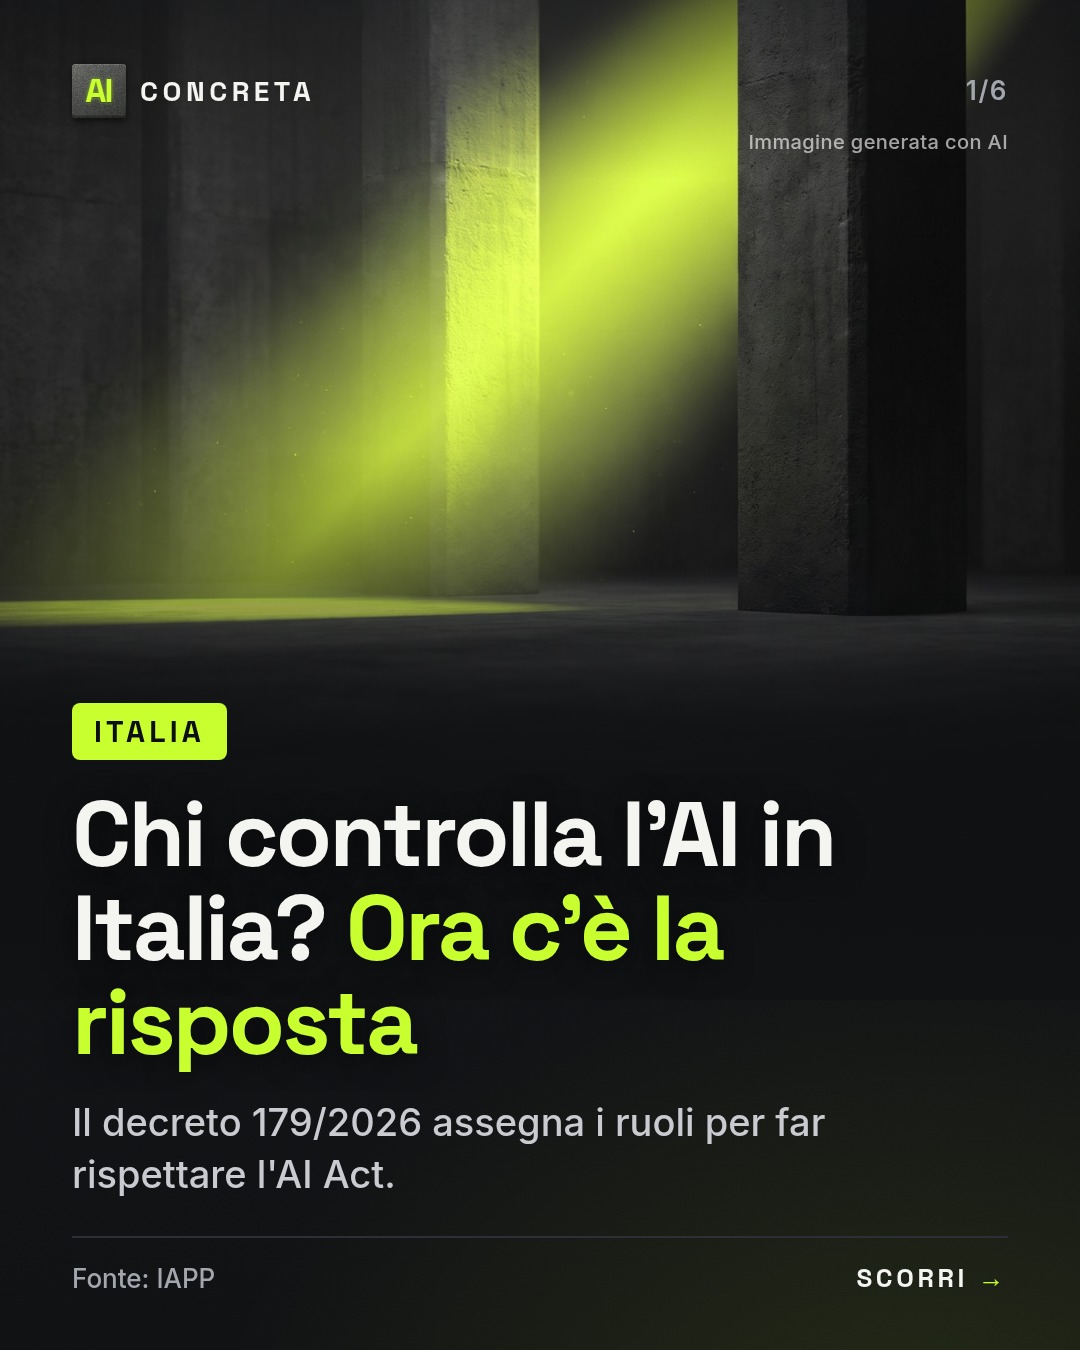 AI CONCRETA
1/6
Immagine generata con AI
ITALIA
Chi controlla l’AI in
Italia? Ora c’è la
risposta
Il decreto 179/2026 assegna i ruoli per far
rispettare l'AI Act.
Fonte: IAPP
SCORRI →